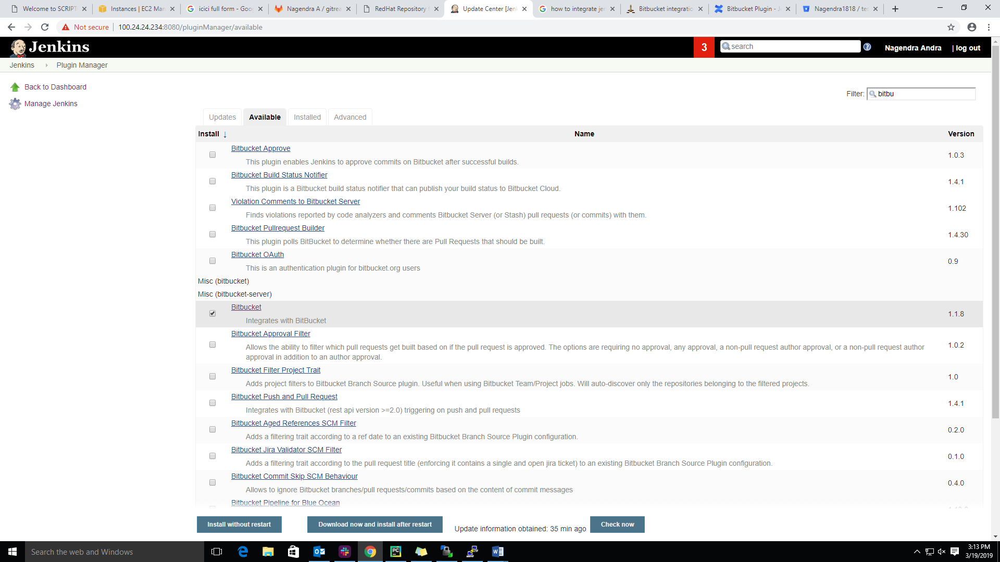 Welcome to SCRIPT
Instances | EC2 Man
icici full form - Goo
Nagendra A / gitrea
RedHat Repository
Update Center [Jenk
how to integrate jen
Bitbucket integratio
Bitbucket Plugin - J
Nagendra1818 / tes
Not secure
100.24.24.234:8080/pluginManager/available
Jenkins
3
search
Nagendra Andra
| log out
Jenkins
Plugin Manager
Back to Dashboard
Manage Jenkins
Filter:
bitbu
Updates
Available
Installed
Advanced
Install ↓
Name
Version
Bitbucket Approve
This plugin enables Jenkins to approve commits on Bitbucket after successful builds.
1.0.3
Bitbucket Build Status Notifier
This plugin is a Bitbucket build status notifier that can publish your build status to Bitbucket Cloud.
1.4.1
Violation Comments to Bitbucket Server
Finds violations reported by code analyzers and comments Bitbucket Server (or Stash) pull requests (or commits) with them.
1.102
Bitbucket Pullrequest Builder
This plugin polls BitBucket to determine whether there are Pull Requests that should be built.
1.4.30
Bitbucket OAuth
This is an authentication plugin for bitbucket.org users
0.9
Misc (bitbucket)
Misc (bitbucket-server)
Bitbucket
Integrates with BitBucket
1.1.8
Bitbucket Approval Filter
Allows the ability to filter which pull requests get built based on if the pull request is approved. The options are requiring no approval, any approval, a non-pull request author approval, or a non-pull request author
approval in addition to an author approval.
1.0.2
Bitbucket Filter Project Trait
Adds project filters to Bitbucket Branch Source plugin. Useful when using Bitbucket Team/Project jobs. Will auto-discover only the repositories belonging to the filtered projects.
1.0
Bitbucket Push and Pull Request
Integrates with Bitbucket (rest api version >=2.0) triggering on push and pull requests
1.4.1
Bitbucket Aged References SCM Filter
Adds a filtering trait according to a ref date to an existing Bitbucket Branch Source Plugin configuration.
0.2.0
Bitbucket Jira Validator SCM Filter
Adds a filtering trait according to the pull request title (enforcing it contains a single and open jira ticket) to an existing Bitbucket Branch Source Plugin configuration.
0.1.0
Bitbucket Commit Skip SCM Behaviour
Allows to ignore Bitbucket branches/pull requests/commits based on the content of commit messages
0.4.0
Bitbucket Pipeline for Blue Ocean
Install without restart
Download now and install after restart
Update information obtained: 35 min ago
Check now
Search the web and Windows
3:13 PM
3/19/2019